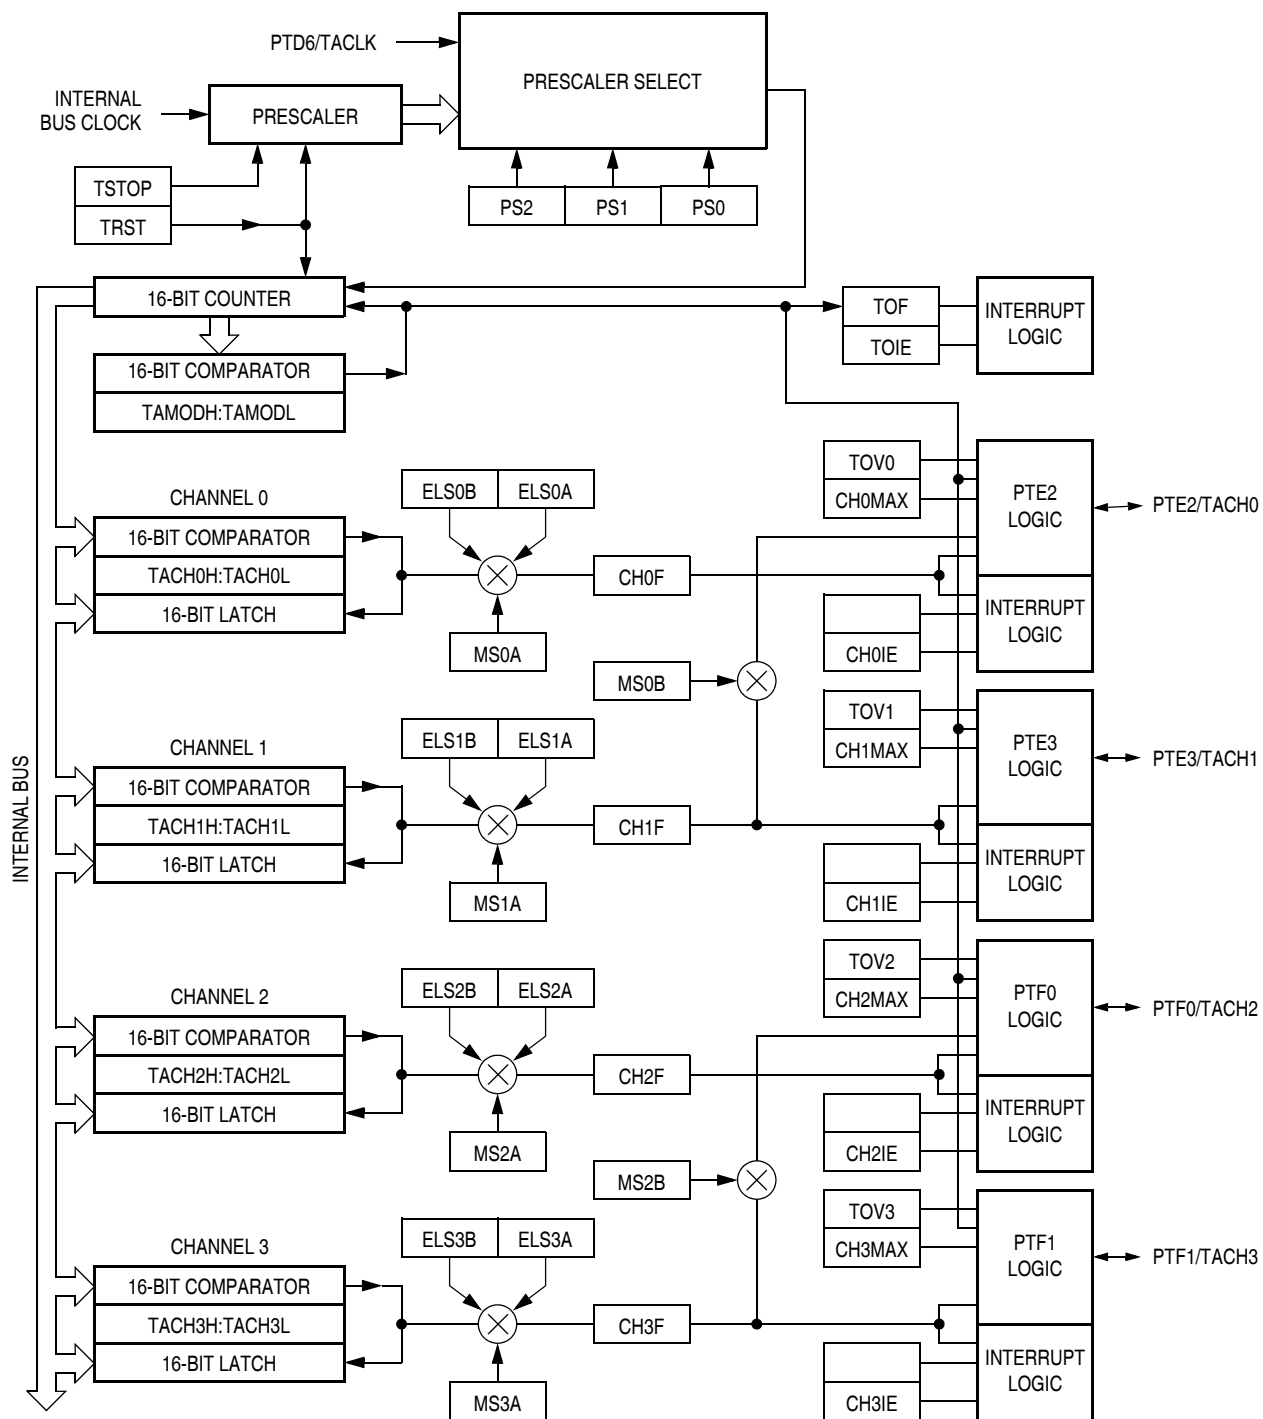 PTD6/TACLK
PRESCALER SELECT
INTERNAL
BUS CLOCK
PRESCALER
TSTOP
TRST
PS2
PS1
PS0
16-BIT COUNTER
TOF
TOIE
INTERRUPT
LOGIC
16-BIT COMPARATOR
TAMODH:TAMODL
CHANNEL 0
ELS0B
ELS0A
TOV0
CH0MAX
PTE2
LOGIC
PTE2/TACH0
16-BIT COMPARATOR
TACH0H:TACH0L
16-BIT LATCH
CH0F
MS0A
INTERRUPT
LOGIC
CH0IE
MS0B
CHANNEL 1
ELS1B
ELS1A
TOV1
CH1MAX
PTE3
LOGIC
PTE3/TACH1
INTERNAL BUS
16-BIT COMPARATOR
TACH1H:TACH1L
16-BIT LATCH
CH1F
MS1A
INTERRUPT
LOGIC
CH1IE
CHANNEL 2
ELS2B
ELS2A
TOV2
CH2MAX
PTF0
LOGIC
PTF0/TACH2
16-BIT COMPARATOR
TACH2H:TACH2L
16-BIT LATCH
CH2F
MS2A
INTERRUPT
LOGIC
CH2IE
MS2B
CHANNEL 3
ELS3B
ELS3A
TOV3
CH3MAX
PTF1
LOGIC
PTF1/TACH3
16-BIT COMPARATOR
TACH3H:TACH3L
16-BIT LATCH
CH3F
MS3A
INTERRUPT
LOGIC
CH3IE